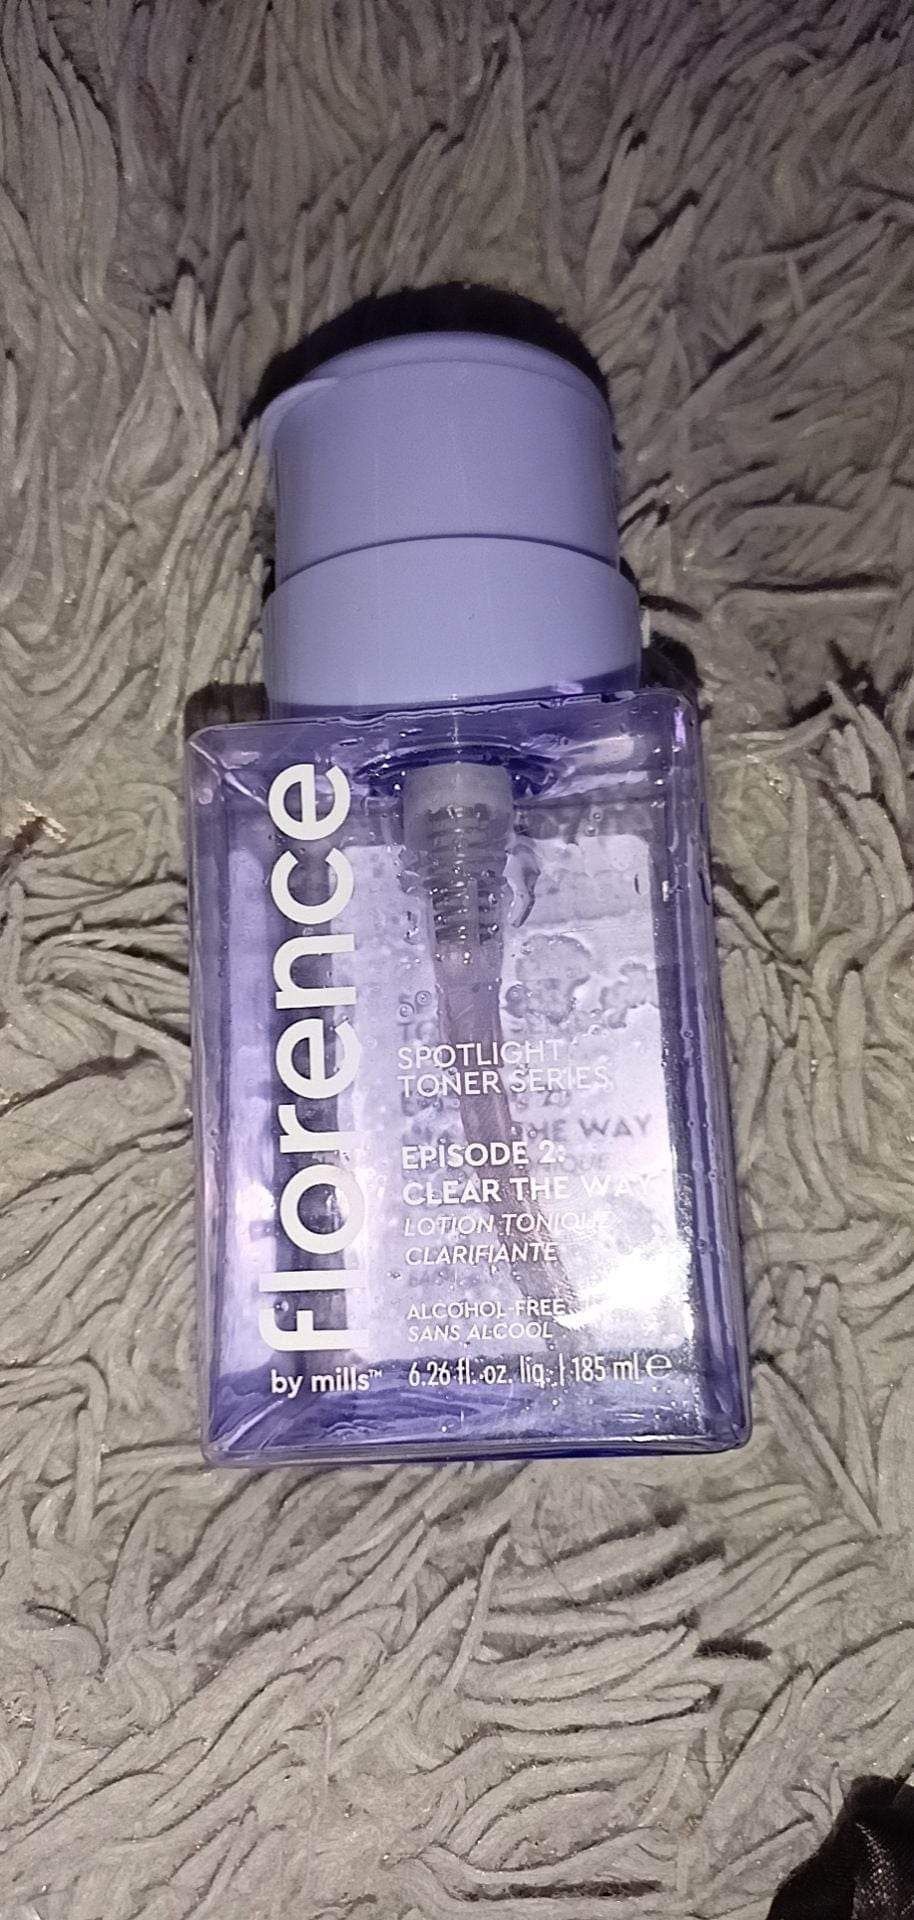 florence
by mills™
SPOTLIGHT
TONER SERIES
EPISODE 2:
CLEAR THE WAY
LOTION TONIQUE
CLARIFIANTE
ALCOHOL-FREE
SANS ALCOOL
6.26 fl. oz. liq. | 185 ml ℮